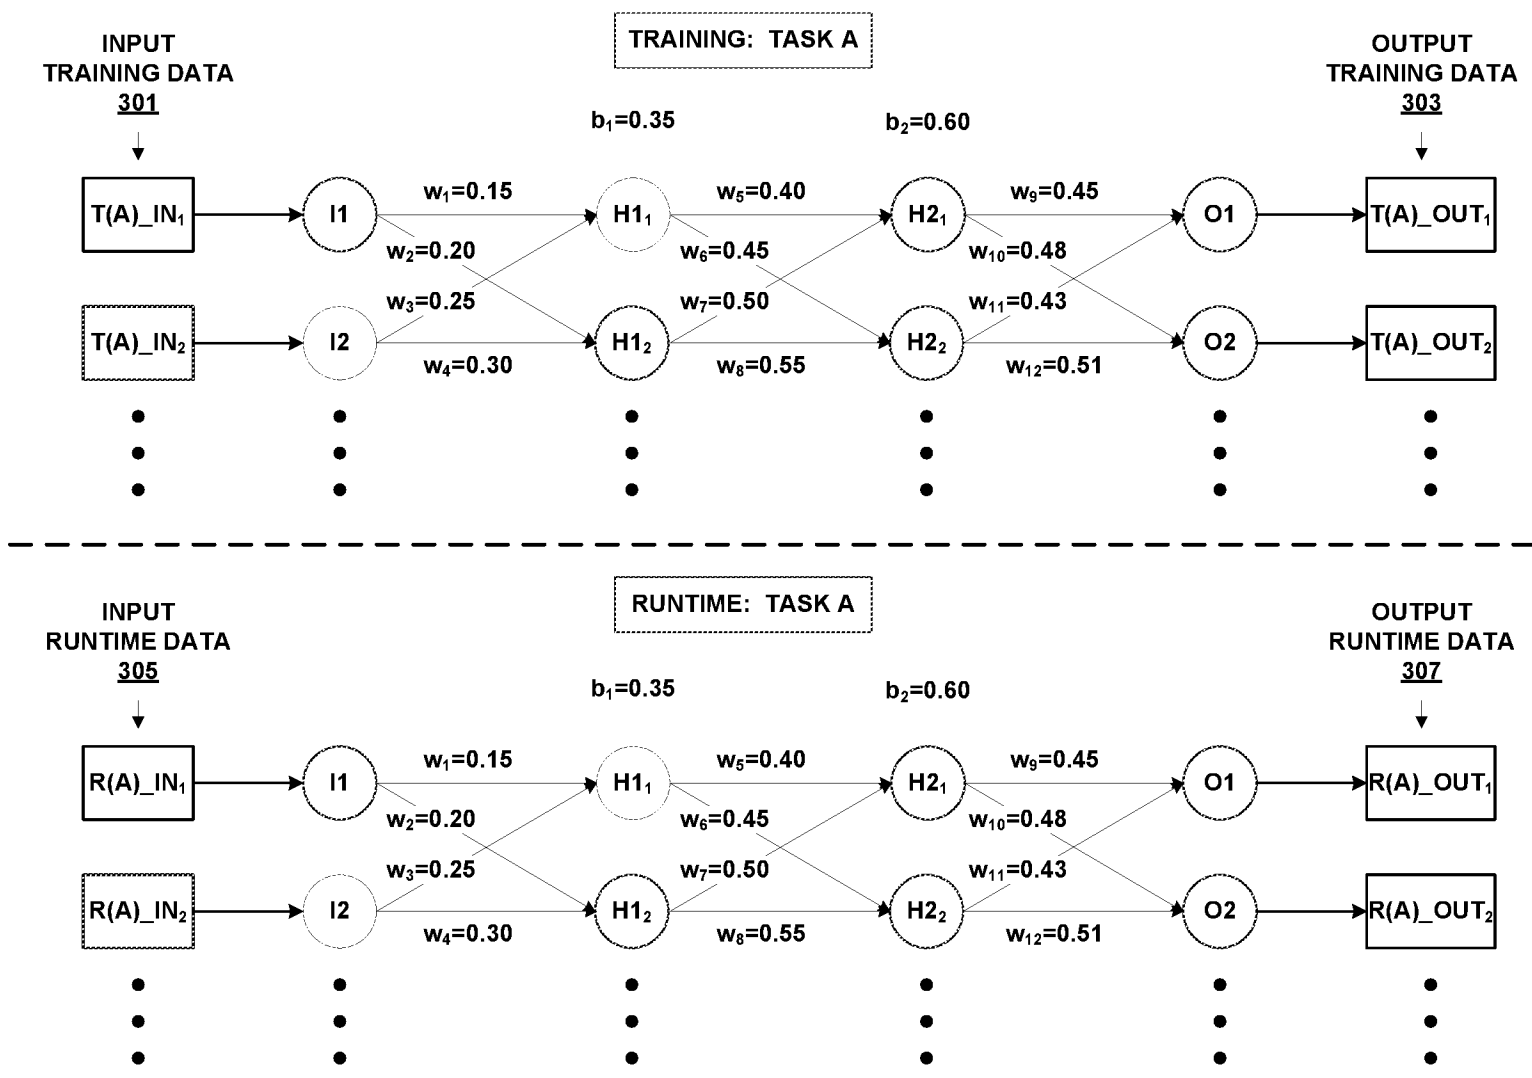 TRAINING: TASK A
INPUT
TRAINING DATA
301
OUTPUT
TRAINING DATA
303
b₁=0.35
b₂=0.60
T(A)_IN₁
I1
w₁=0.15
H1₁
w₅=0.40
H2₁
w₉=0.45
O1
T(A)_OUT₁
w₂=0.20
w₆=0.45
w₁₀=0.48
w₃=0.25
w₇=0.50
w₁₁=0.43
T(A)_IN₂
I2
w₄=0.30
H1₂
w₈=0.55
H2₂
w₁₂=0.51
O2
T(A)_OUT₂
RUNTIME: TASK A
INPUT
RUNTIME DATA
305
OUTPUT
RUNTIME DATA
307
b₁=0.35
b₂=0.60
R(A)_IN₁
I1
w₁=0.15
H1₁
w₅=0.40
H2₁
w₉=0.45
O1
R(A)_OUT₁
w₂=0.20
w₆=0.45
w₁₀=0.48
w₃=0.25
w₇=0.50
w₁₁=0.43
R(A)_IN₂
I2
w₄=0.30
H1₂
w₈=0.55
H2₂
w₁₂=0.51
O2
R(A)_OUT₂